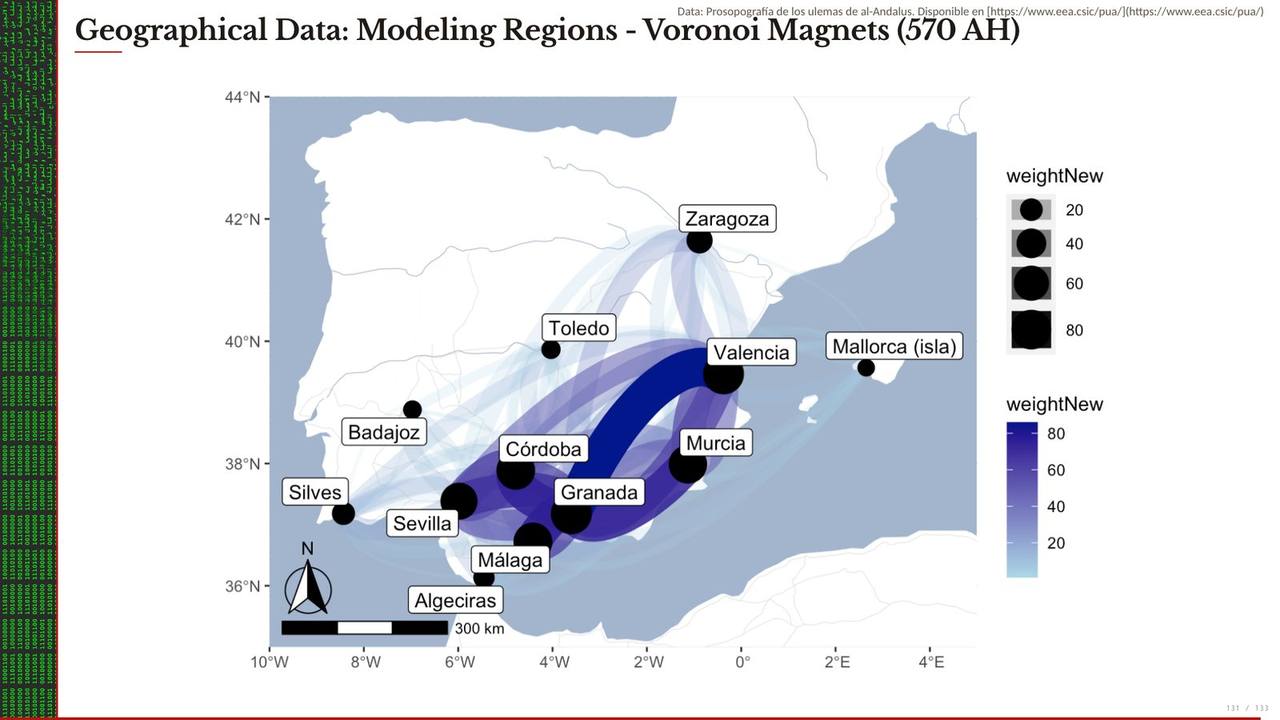 Data: Prosopografía de los ulemas de al-Andalus. Disponible en [https://www.eea.csic/pua/](https://www.eea.csic/pua/)
Geographical Data: Modeling Regions - Voronoi Magnets (570 AH)
44°N
42°N
40°N
38°N
36°N
Zaragoza
Toledo
Valencia
Mallorca (isla)
Badajoz
Córdoba
Murcia
Silves
Granada
Sevilla
Málaga
Algeciras
N
300 km
10°W
8°W
6°W
4°W
2°W
0°
2°E
4°E
weightNew
20
40
60
80
weightNew
80
60
40
20
131 / 133